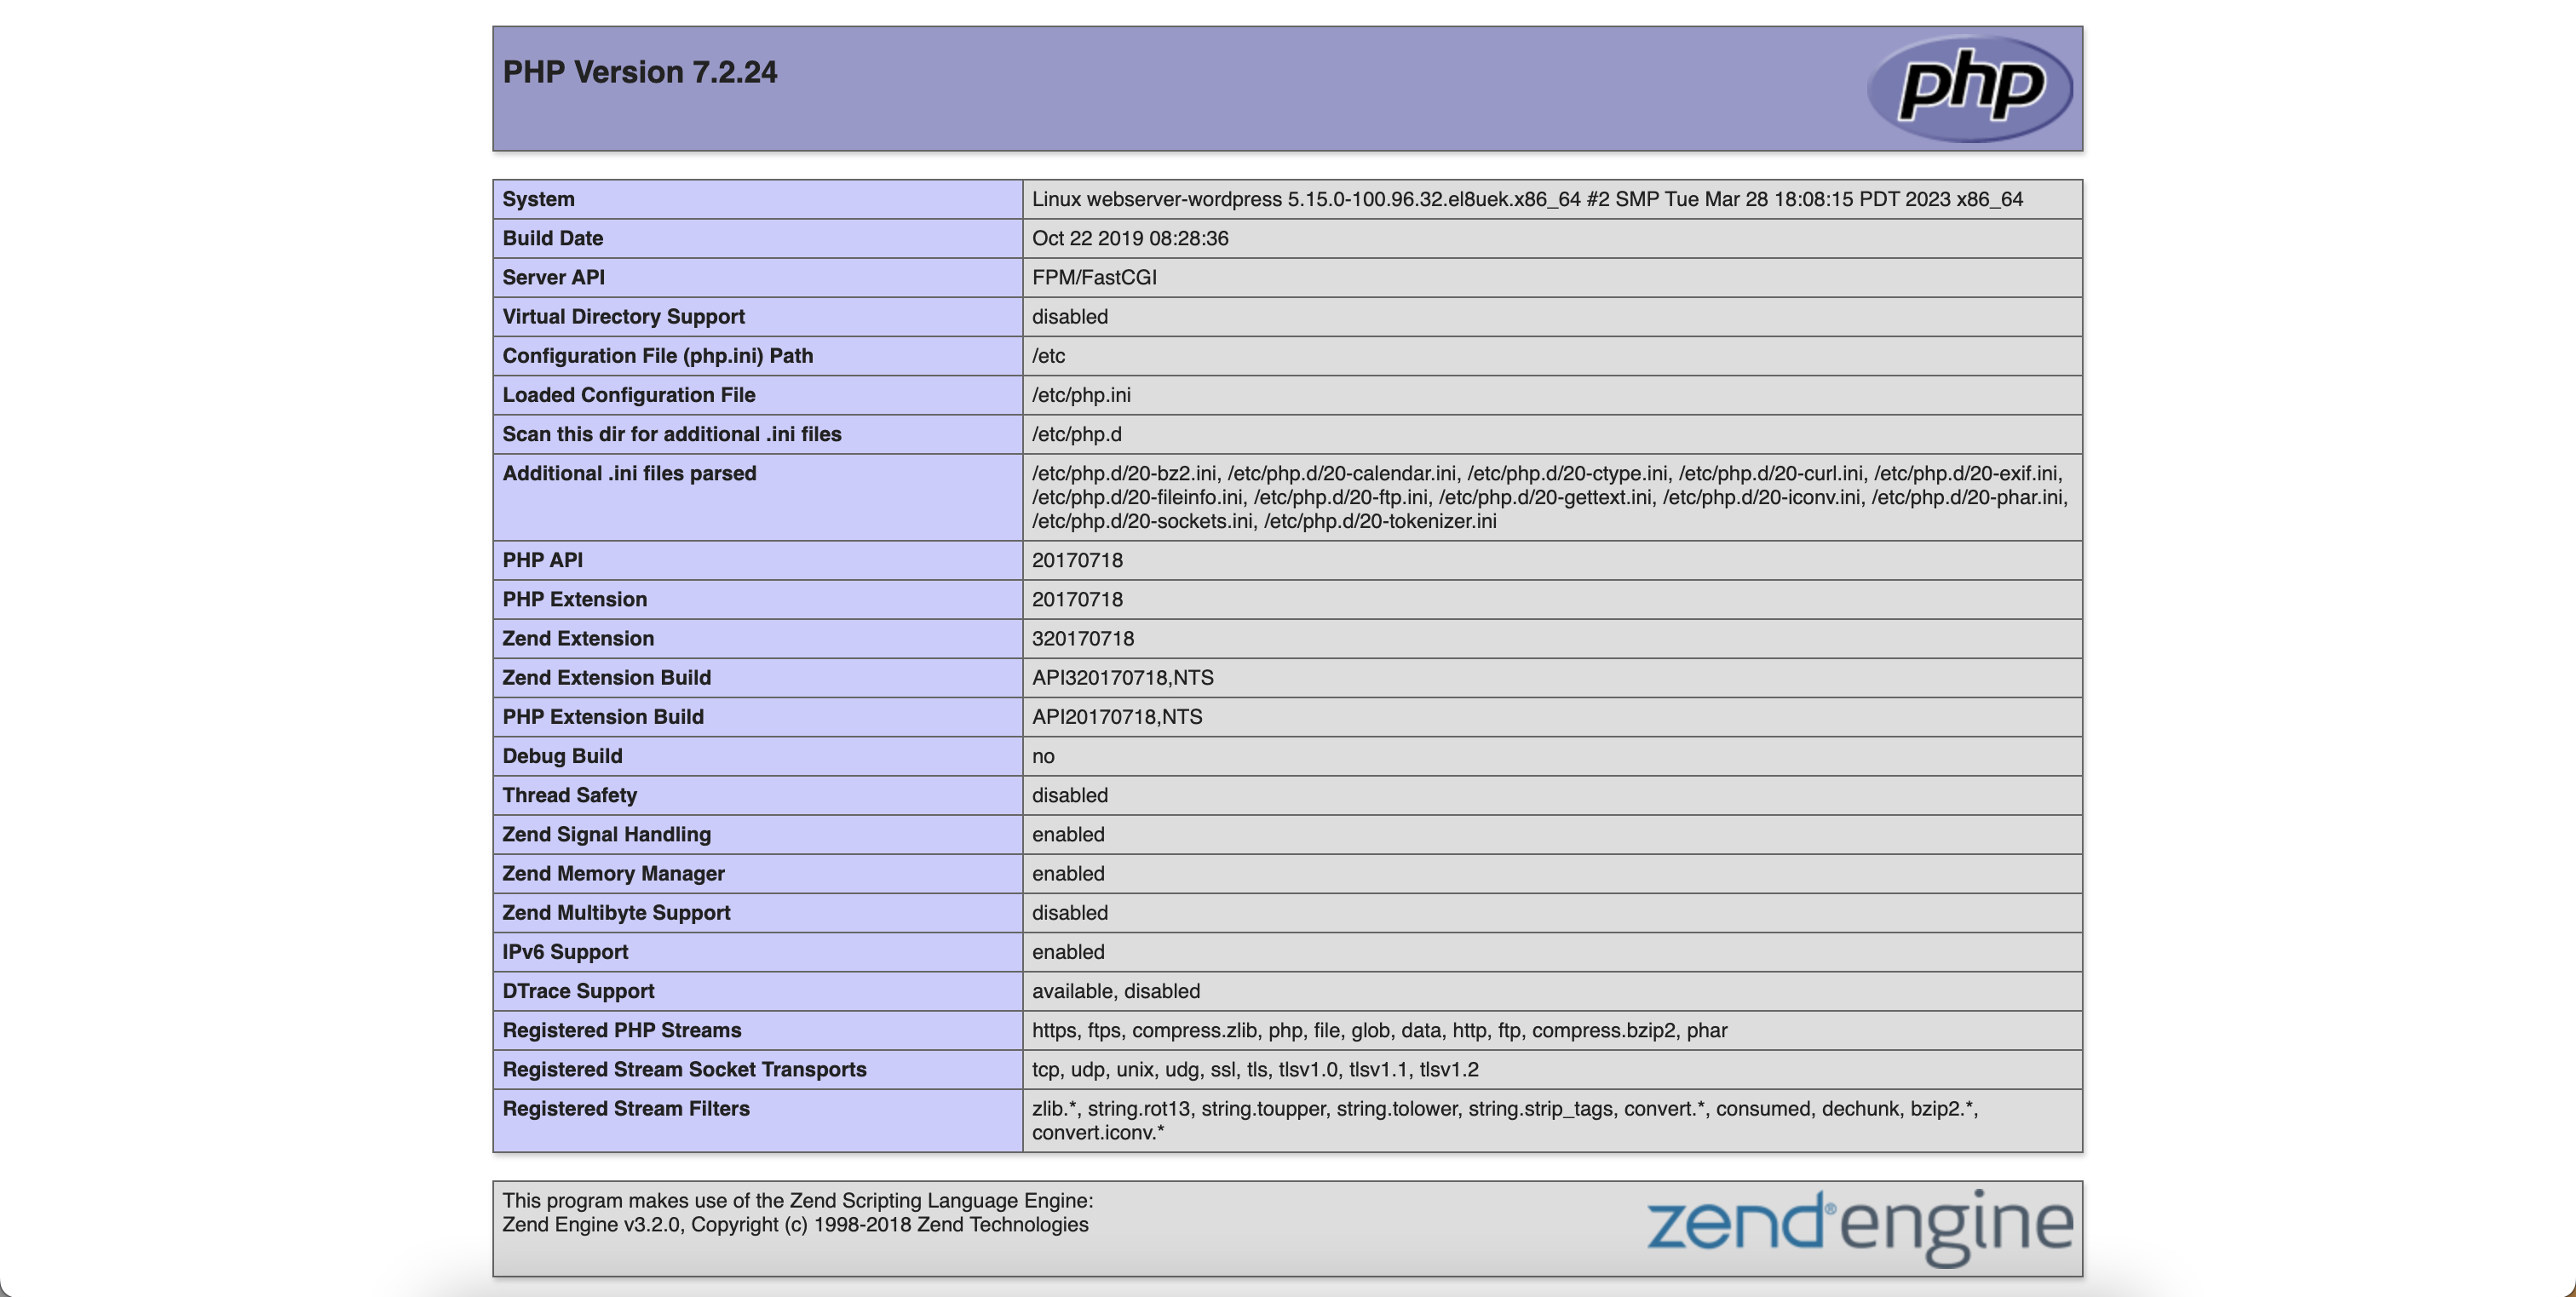 PHP Version 7.2.24
php
System Linux webserver-wordpress 5.15.0-100.96.32.el8uek.x86_64 #2 SMP Tue Mar 28 18:08:15 PDT 2023 x86_64
Build Date Oct 22 2019 08:28:36
Server API FPM/FastCGI
Virtual Directory Support disabled
Configuration File (php.ini) Path /etc
Loaded Configuration File /etc/php.ini
Scan this dir for additional .ini files /etc/php.d
Additional .ini files parsed /etc/php.d/20-bz2.ini, /etc/php.d/20-calendar.ini, /etc/php.d/20-ctype.ini, /etc/php.d/20-curl.ini, /etc/php.d/20-exif.ini,
/etc/php.d/20-fileinfo.ini, /etc/php.d/20-ftp.ini, /etc/php.d/20-gettext.ini, /etc/php.d/20-iconv.ini, /etc/php.d/20-phar.ini,
/etc/php.d/20-sockets.ini, /etc/php.d/20-tokenizer.ini
PHP API 20170718
PHP Extension 20170718
Zend Extension 320170718
Zend Extension Build API320170718,NTS
PHP Extension Build API20170718,NTS
Debug Build no
Thread Safety disabled
Zend Signal Handling enabled
Zend Memory Manager enabled
Zend Multibyte Support disabled
IPv6 Support enabled
DTrace Support available, disabled
Registered PHP Streams https, ftps, compress.zlib, php, file, glob, data, http, ftp, compress.bzip2, phar
Registered Stream Socket Transports tcp, udp, unix, udg, ssl, tls, tlsv1.0, tlsv1.1, tlsv1.2
Registered Stream Filters zlib.*, string.rot13, string.toupper, string.tolower, string.strip_tags, convert.*, consumed, dechunk, bzip2.*,
convert.iconv.*
This program makes use of the Zend Scripting Language Engine:
Zend Engine v3.2.0, Copyright (c) 1998-2018 Zend Technologies
zend®engine